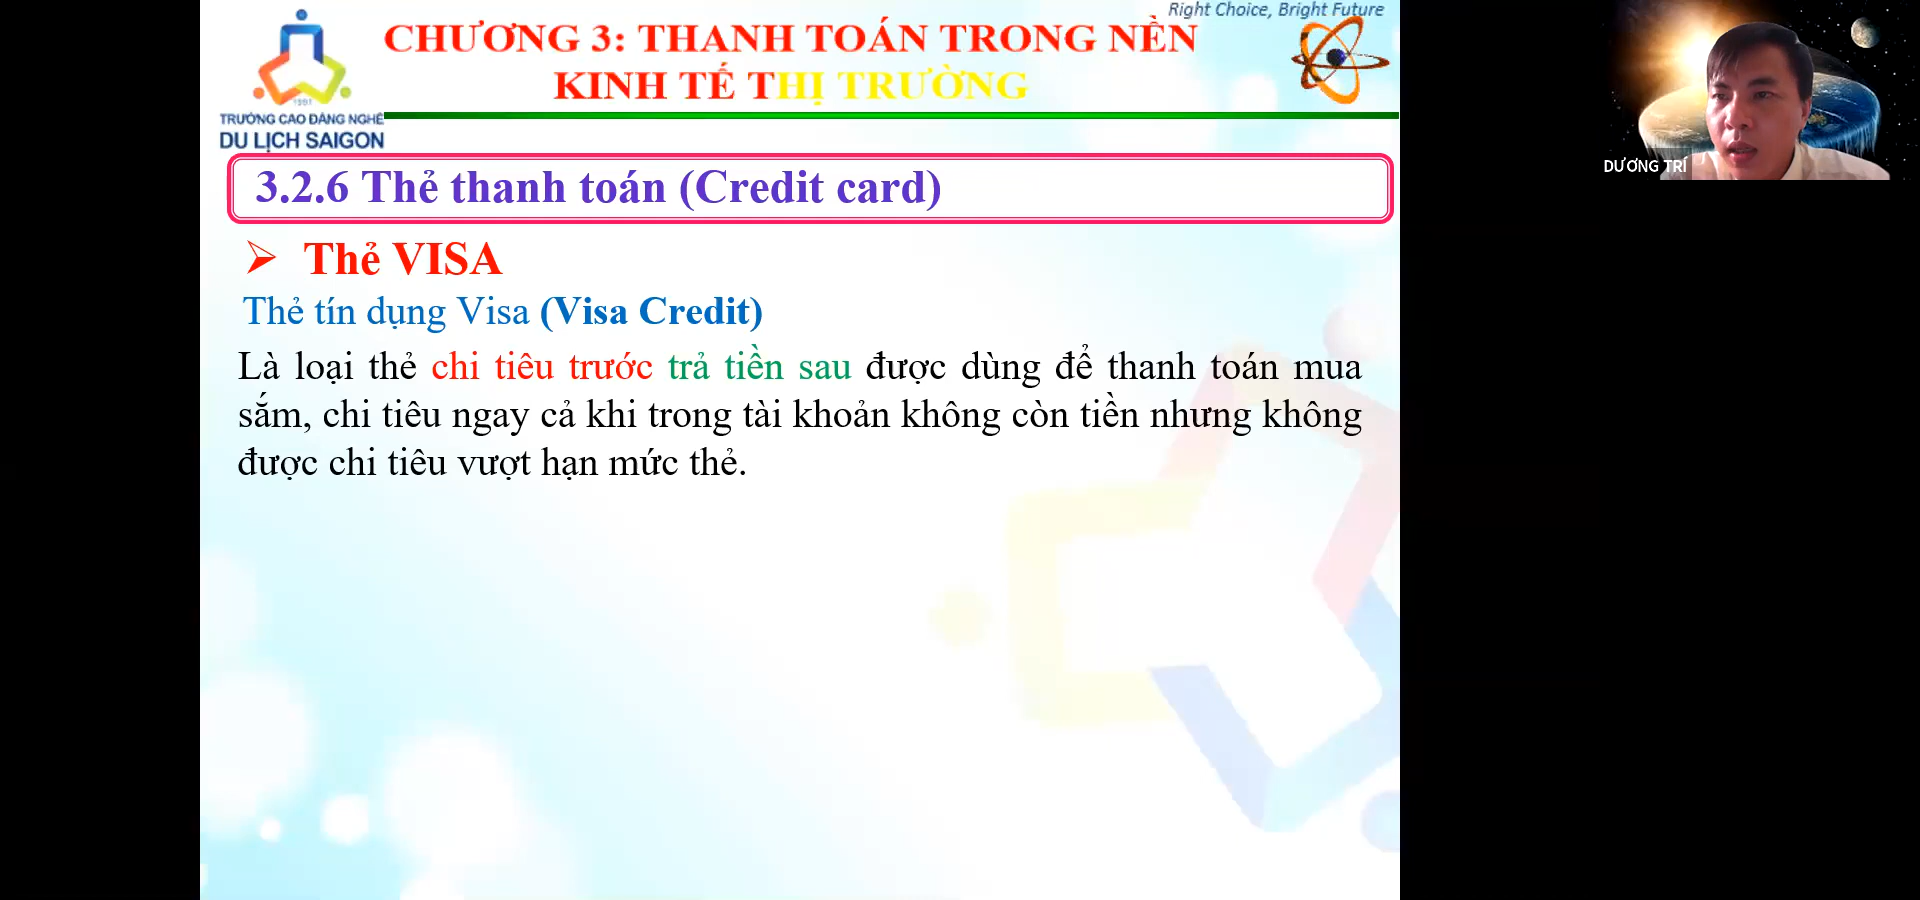 Right Choice, Bright Future
CHƯƠNG 3: THANH TOÁN TRONG NỀN
KINH TẾ THỊ TRƯỜNG
1991
TRƯỜNG CAO ĐẲNG NGHỀ
DU LỊCH SAIGON
DƯƠNG TRÍ
3.2.6 Thẻ thanh toán (Credit card)
Thẻ VISA
Thẻ tín dụng Visa (Visa Credit)
Là loại thẻ chi tiêu trước trả tiền sau được dùng để thanh toán mua
sắm, chi tiêu ngay cả khi trong tài khoản không còn tiền nhưng không
được chi tiêu vượt hạn mức thẻ.